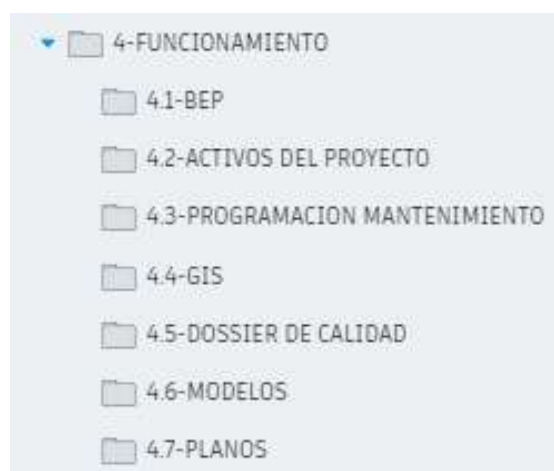 4-FUNCIONAMIENTO
4.1-BEP
4.2-ACTIVOS DEL PROYECTO
4.3-PROGRAMACION MANTENIMIENTO
4.4-GIS
4.5-DOSSIER DE CALIDAD
4.6-MODELOS
4.7-PLANOS